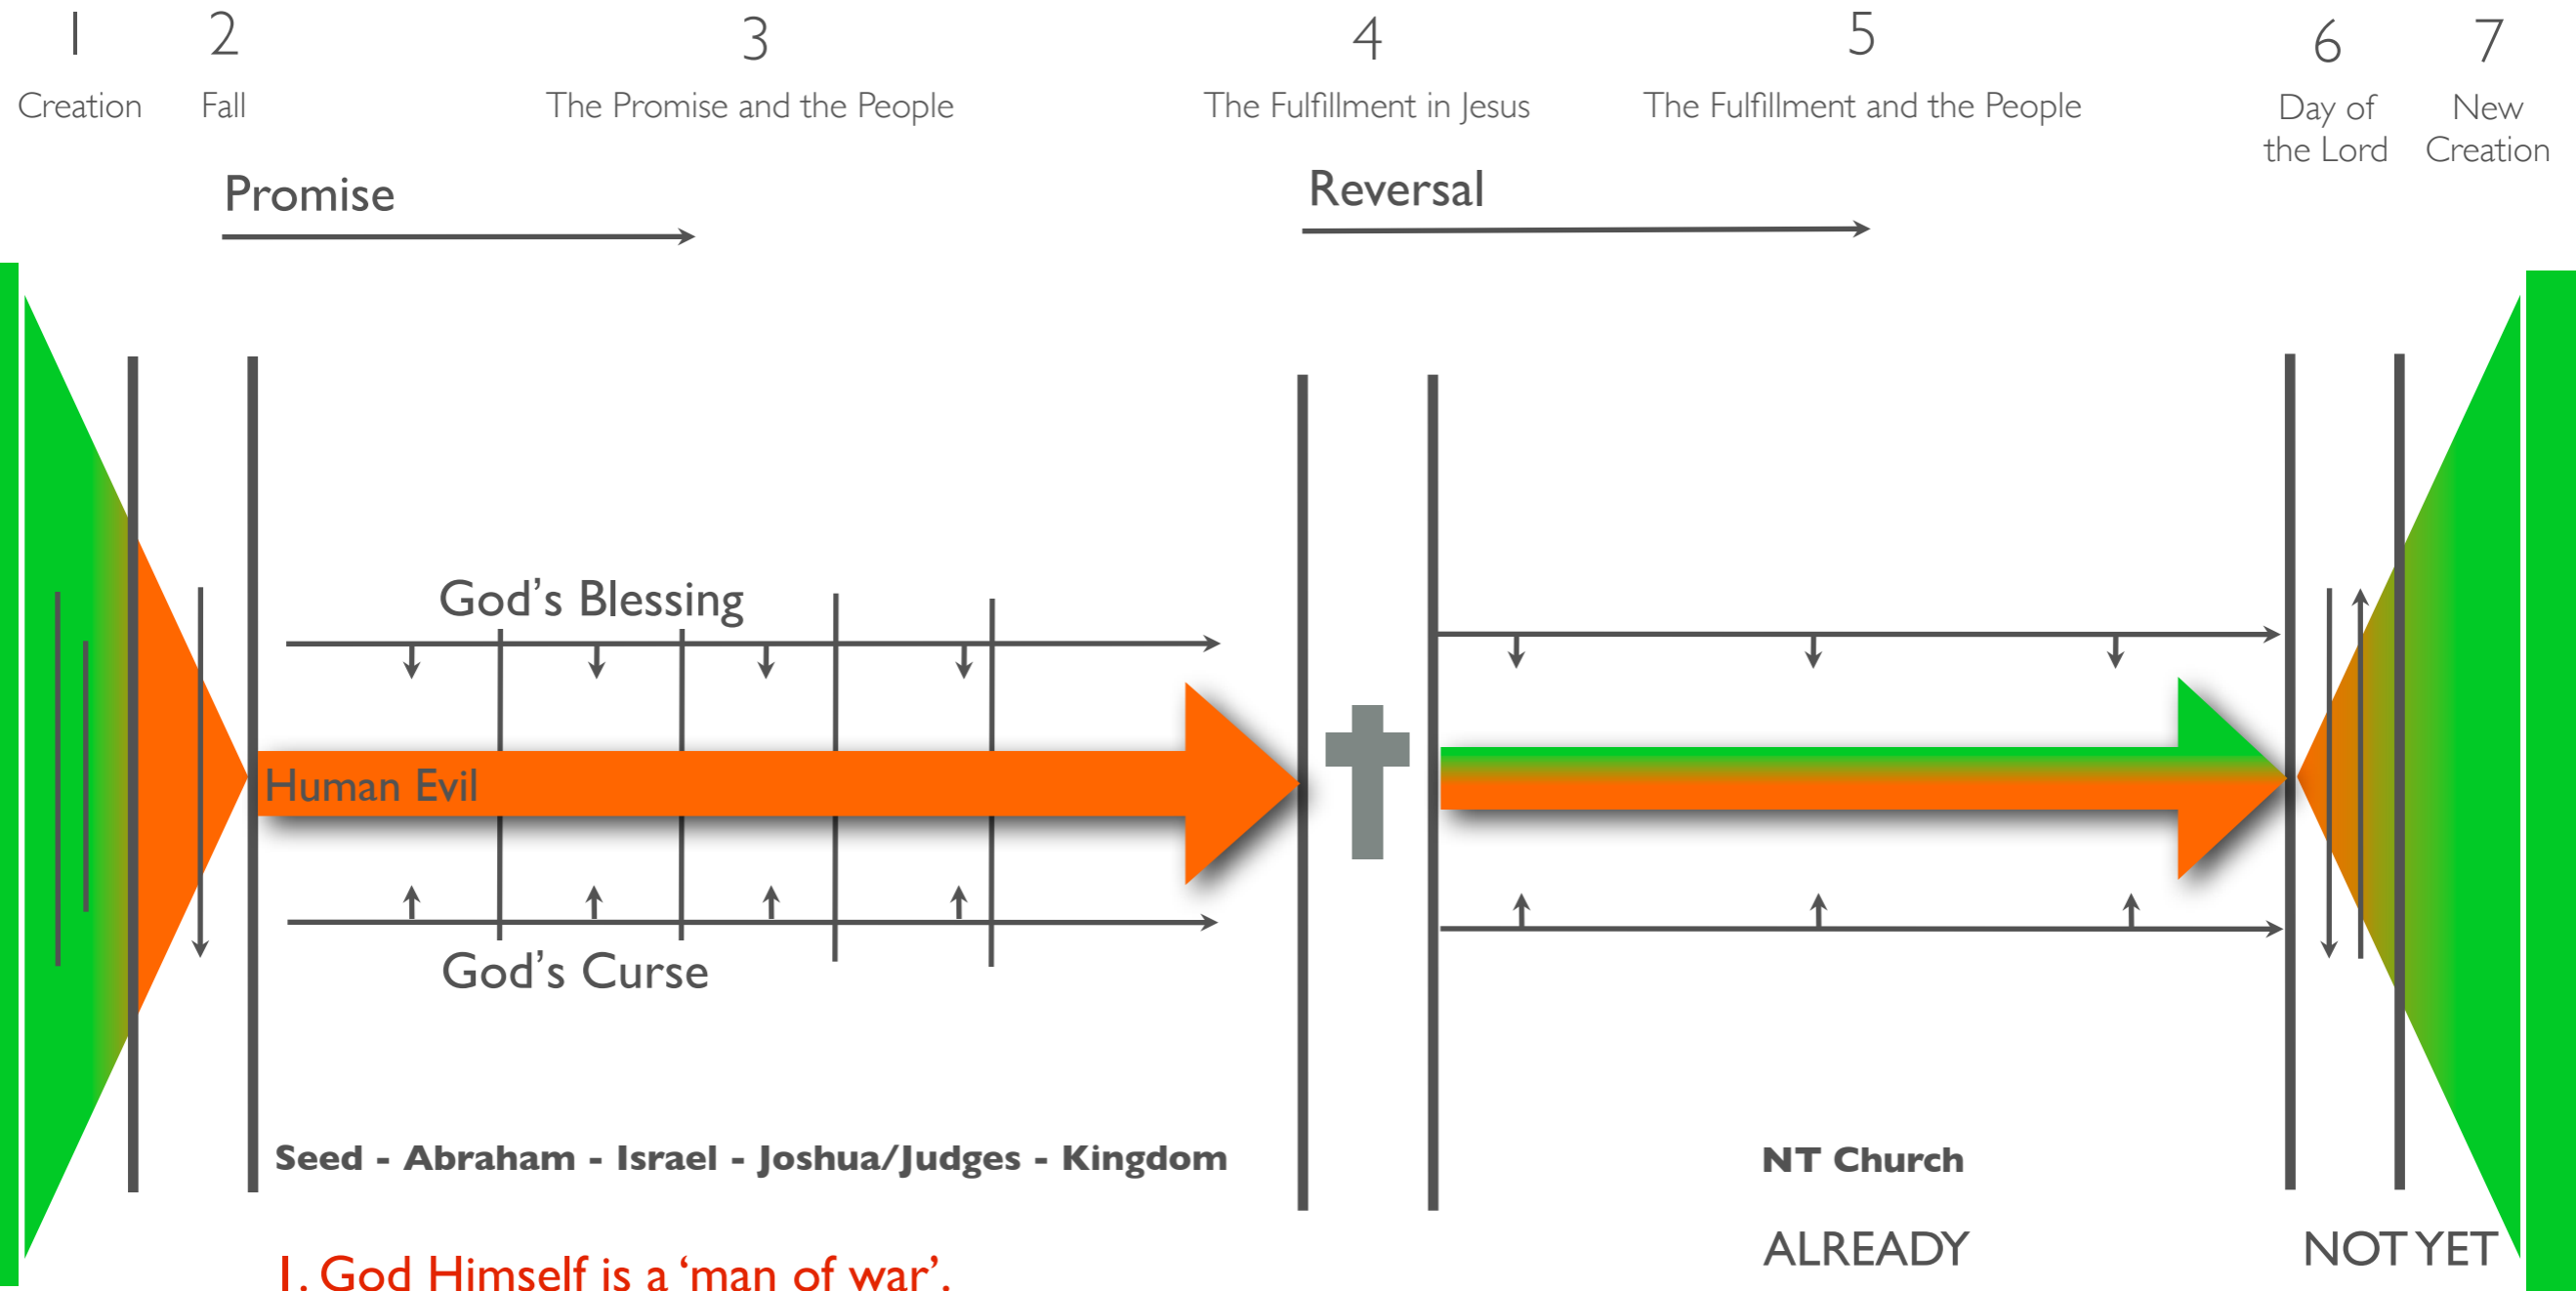 1
2
3
4
5
6
7
Creation
Fall
The Promise and the People
The Fulfillment in Jesus
The Fulfillment and the People
Day of
the Lord
New
Creation
Promise
Reversal
God’s Blessing
Human Evil
God’s Curse
Seed - Abraham - Israel - Joshua/Judges - Kingdom
NT Church
ALREADY
NOT YET
1. God Himself is a ‘man of war’.